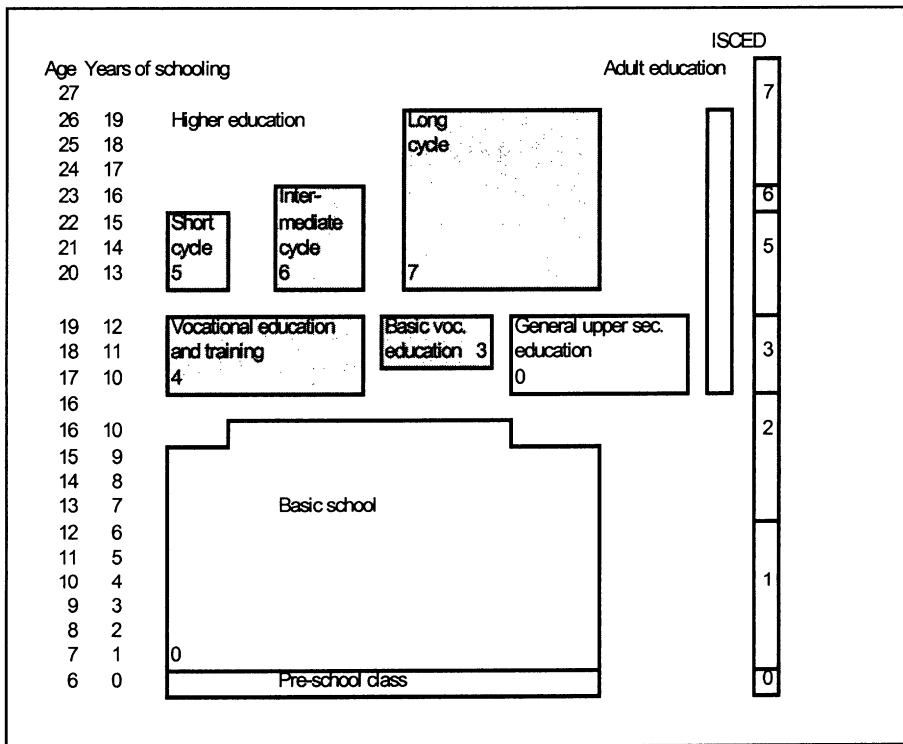 ISCED
Age Years of schooling Adult education
27 7
26 19 Higher education Long
25 18 cycle
24 17
23 16 Inter- 6
22 15 Short mediate
21 14 cycle cycle 5
20 13 5 6 7
19 12 Vocational education Basic voc. General upper sec.
18 11 and training education 3 education 3
17 10 4 0
16
16 10 2
15 9
14 8
13 7 Basic school
12 6
11 5
10 4 1
9 3
8 2
7 1 0
6 0 Pre-school class 0